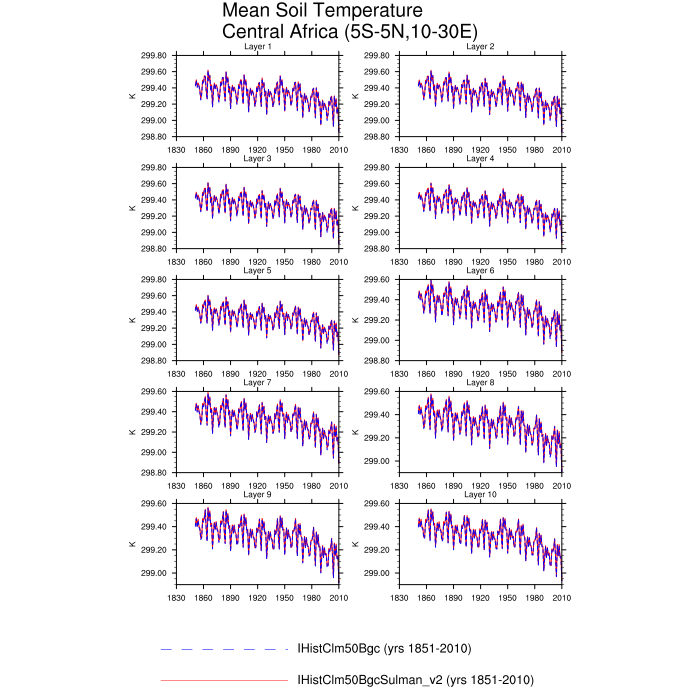 Mean Soil Temperature
Central Africa (5S-5N,10-30E)
Layer 1
299.80
299.60
299.40
299.20
299.00
298.80
K
1830 1860 1890 1920 1950 1980 2010
Layer 2
299.80
299.60
299.40
299.20
299.00
298.80
K
1830 1860 1890 1920 1950 1980 2010
Layer 3
299.80
299.60
299.40
299.20
299.00
298.80
K
1830 1860 1890 1920 1950 1980 2010
Layer 4
299.80
299.60
299.40
299.20
299.00
298.80
K
1830 1860 1890 1920 1950 1980 2010
Layer 5
299.80
299.60
299.40
299.20
299.00
298.80
K
1830 1860 1890 1920 1950 1980 2010
Layer 6
299.60
299.40
299.20
299.00
298.80
K
1830 1860 1890 1920 1950 1980 2010
Layer 7
299.60
299.40
299.20
299.00
298.80
K
1830 1860 1890 1920 1950 1980 2010
Layer 8
299.60
299.40
299.20
299.00
K
1830 1860 1890 1920 1950 1980 2010
Layer 9
299.60
299.40
299.20
299.00
K
1830 1860 1890 1920 1950 1980 2010
Layer 10
299.60
299.40
299.20
299.00
K
1830 1860 1890 1920 1950 1980 2010
IHistClm50Bgc (yrs 1851-2010)
IHistClm50BgcSulman_v2 (yrs 1851-2010)